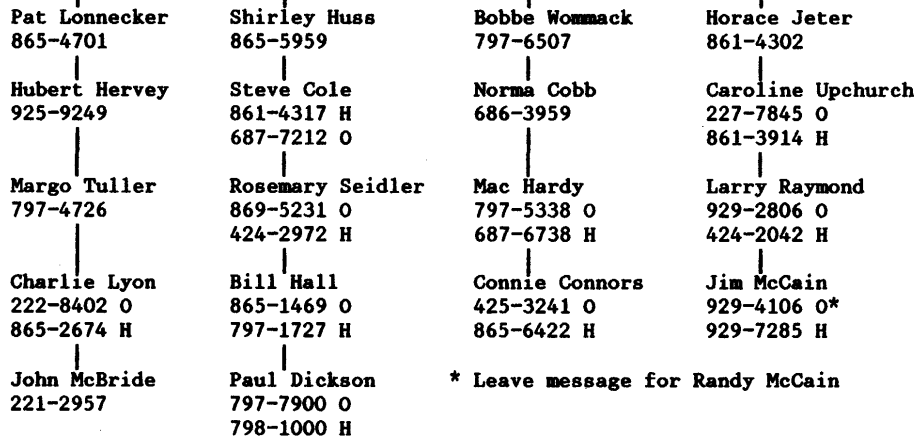 Pat Lonnecker
865-4701
Hubert Hervey
925-9249
Margo Tuller
797-4726
Charlie Lyon
222-8402 O
865-2674 H
John McBride
221-2957
Shirley Huss
865-5959
Steve Cole
861-4317 H
687-7212 O
Rosemary Seidler
869-5231 O
424-2972 H
Bill Hall
865-1469 O
797-1727 H
Paul Dickson
797-7900 O
798-1000 H
Bobbe Wommack
797-6507
Norma Cobb
686-3959
Mac Hardy
797-5338 O
687-6738 H
Connie Connors
425-3241 O
865-6422 H
Horace Jeter
861-4302
Caroline Upchurch
227-7845 O
861-3914 H
Larry Raymond
929-2806 O
424-2042 H
Jim McCain
929-4106 O*
929-7285 H
* Leave message for Randy McCain